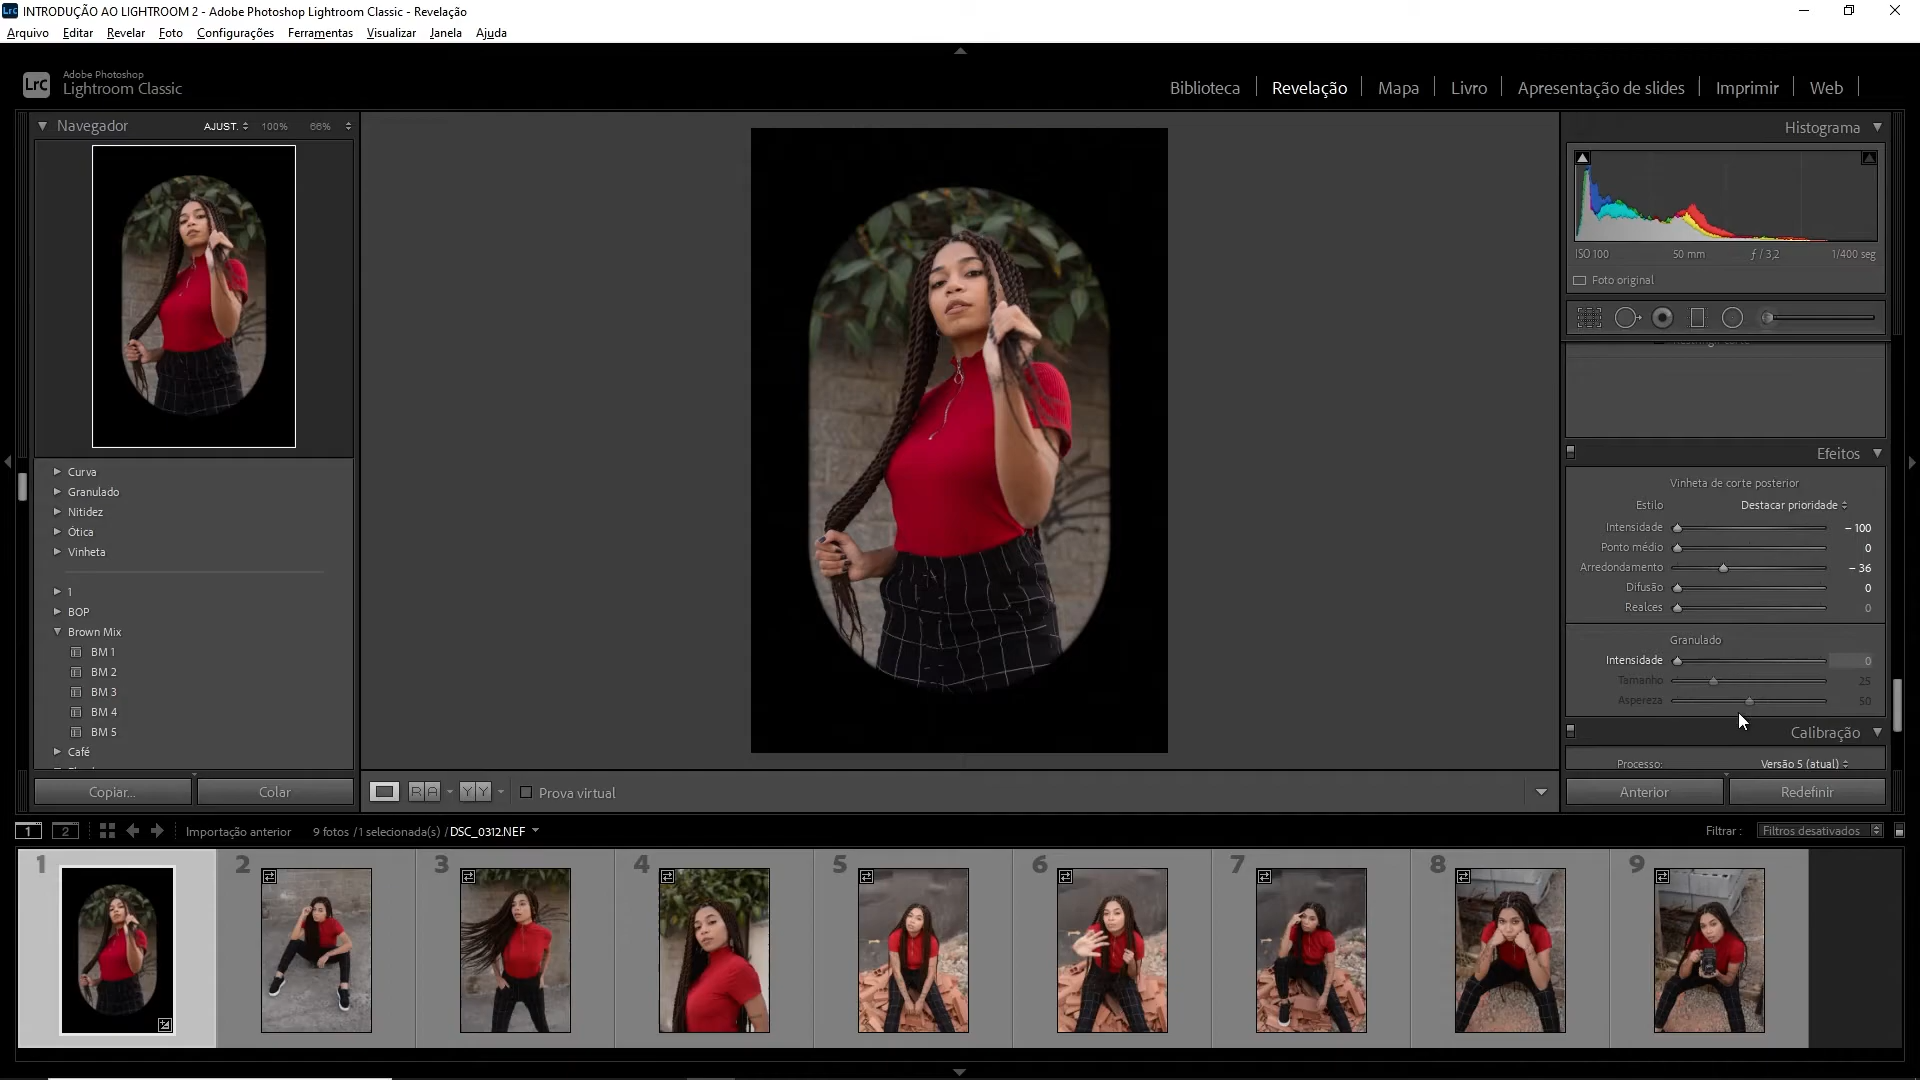 INTRODUÇÃO AO LIGHTROOM 2 - Adobe Photoshop Lightroom Classic - Revelação
Arquivo Editar Revelar Foto Configurações Ferramentas Visualizar Janela Ajuda
LrC Adobe Photoshop
Lightroom Classic
Biblioteca Revelação Mapa Livro Apresentação de slides Imprimir Web
Navegador AJUST. 100% 66%
Curva
Granulado
Nitidez
Ótica
Vinheta
1
BOP
Brown Mix
BM 1
BM 2
BM 3
BM 4
BM 5
Café
Copiar... Colar
R A Y Y Prova virtual
Histograma
ISO 100 50 mm ƒ / 3,2 1/400 seg
Foto original
Efeitos
Vinheta de corte posterior
Estilo Destacar prioridade
Intensidade – 100
Ponto médio 0
Arredondamento – 36
Difusão 0
Realces 0
Granulado
Intensidade 0
Tamanho 25
Aspereza 50
Calibração
Processo: Versão 5 (atual)
Anterior Redefinir
1 2 Importação anterior 9 fotos /1 selecionada(s) /DSC_0312.NEF Filtrar : Filtros desativados
1 2 3 4 5 6 7 8 9